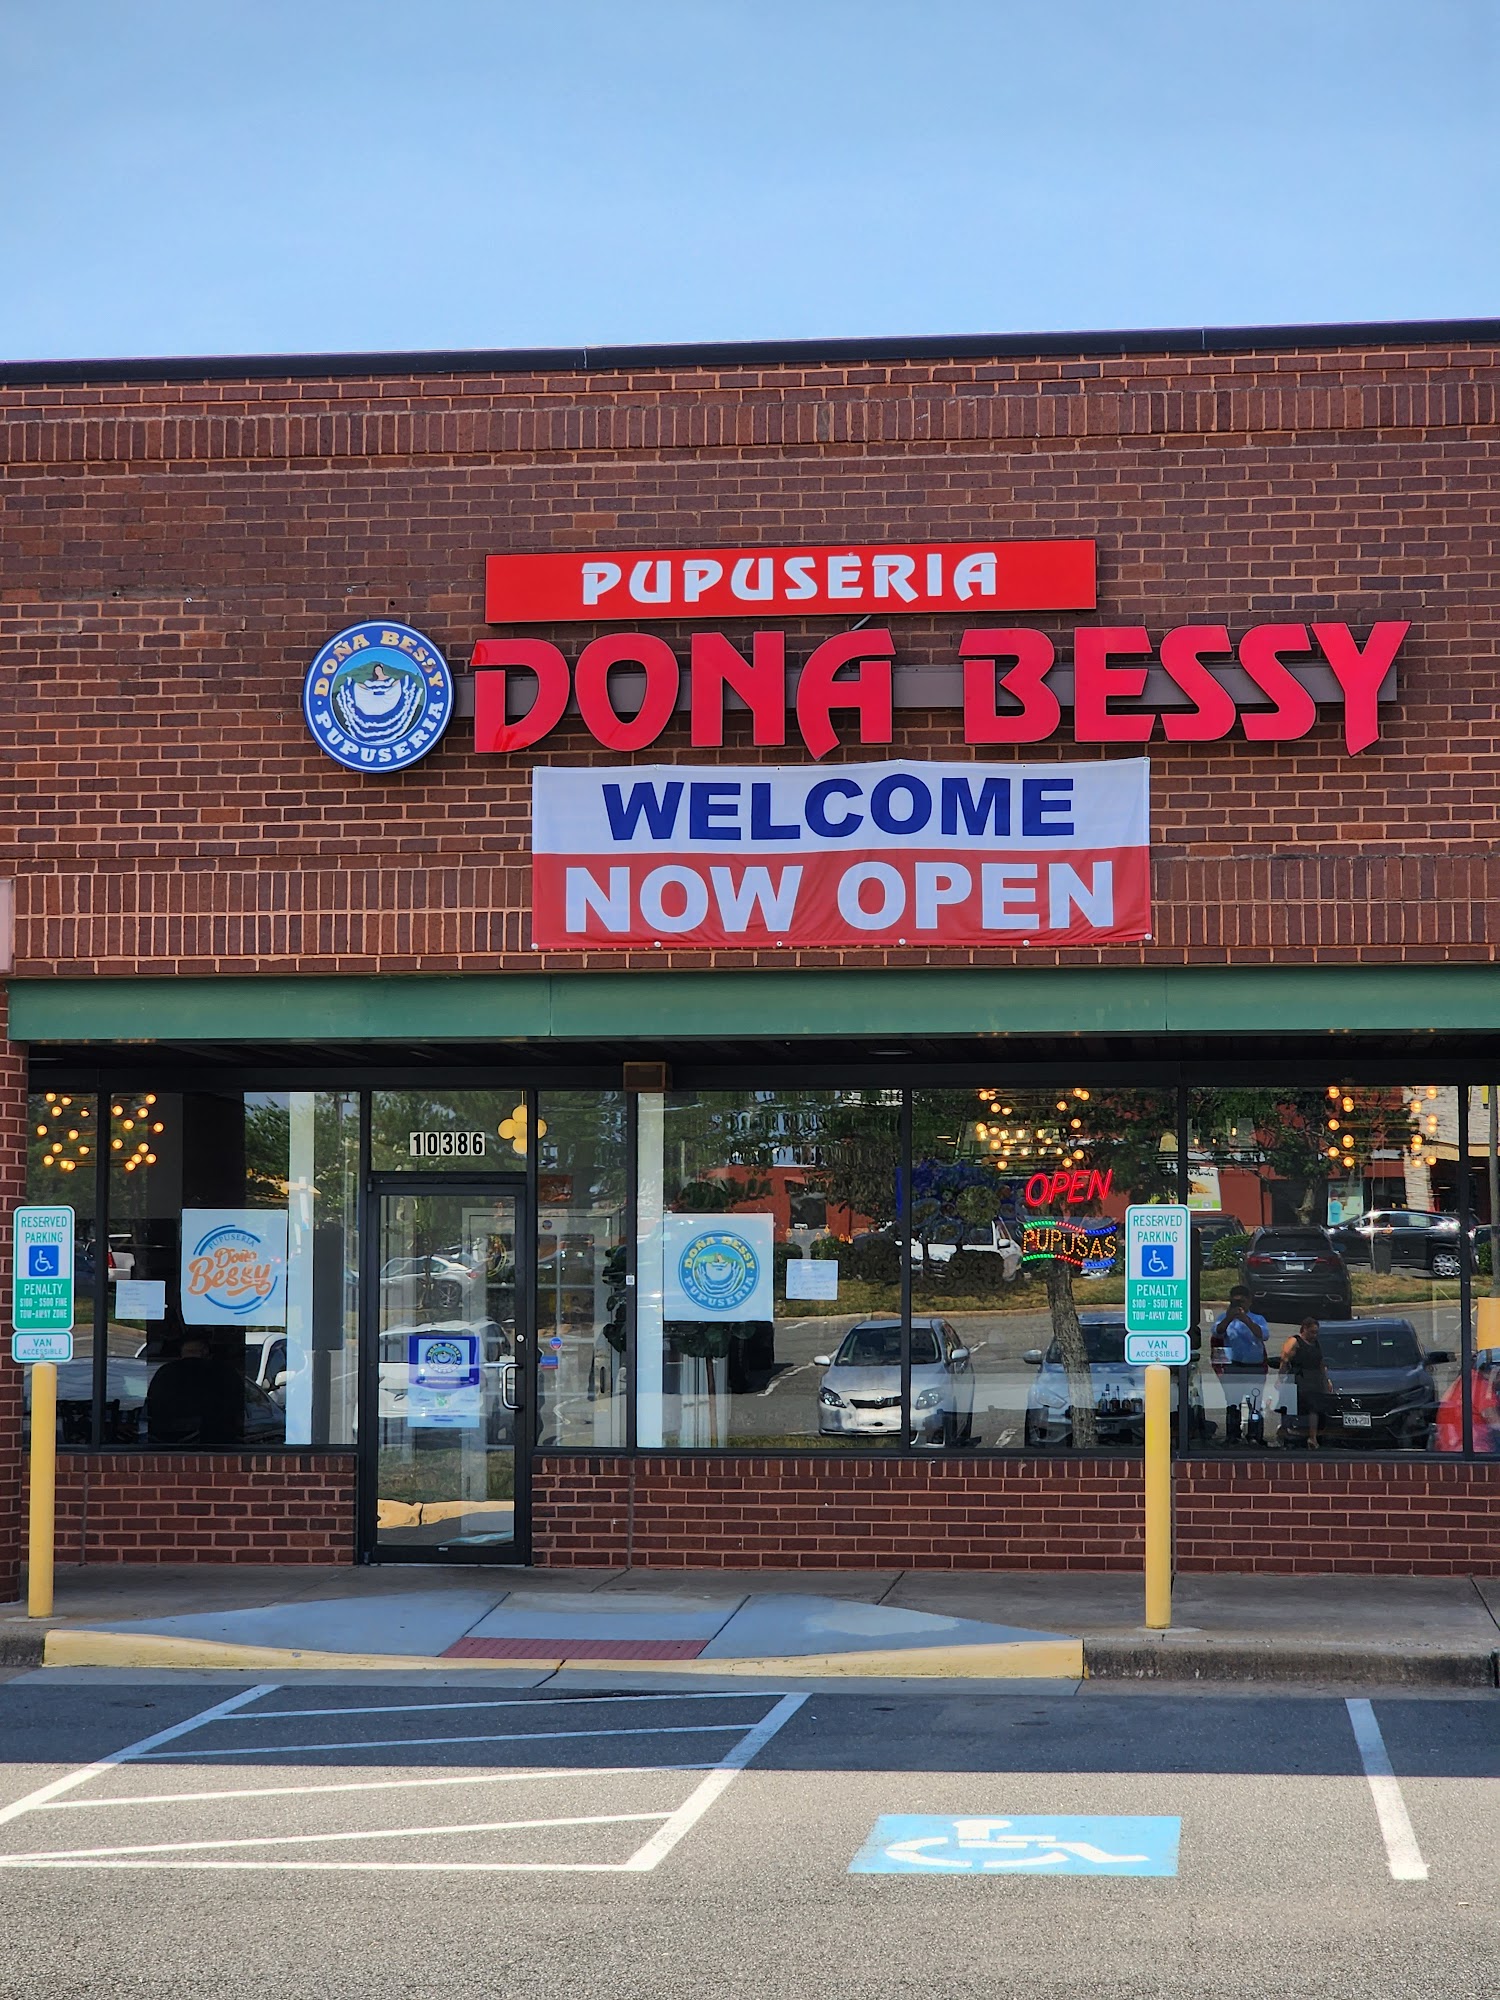 PUPUSERIA
DOÑA BESSY
PUPUSERIA
DONA BESSY
WELCOME
NOW OPEN
10386
OPEN
PUPUSAS
RESERVED
PARKING
PENALTY
$100 - $500 FINE
TOW-AWAY ZONE
VAN
ACCESSIBLE
PUPUSERIA
Doña
Bessy
DOÑA BESSY
PUPUSERIA
RESERVED
PARKING
PENALTY
$100 - $500 FINE
TOW-AWAY ZONE
VAN
ACCESSIBLE